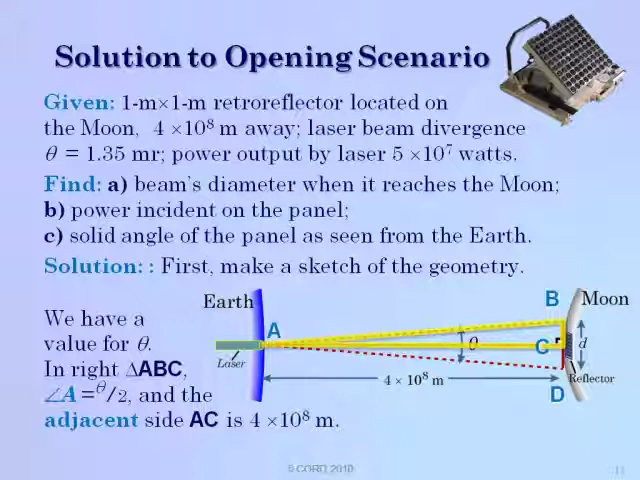 Solution to Opening Scenario
Given: 1-m×1-m retroreflector located on
the Moon, 4 ×10⁸ m away; laser beam divergence
θ = 1.35 mr; power output by laser 5 ×10⁷ watts.
Find: a) beam's diameter when it reaches the Moon;
b) power incident on the panel;
c) solid angle of the panel as seen from the Earth.
Solution: : First, make a sketch of the geometry.
We have a
value for θ.
In right ΔABC,
∠A =θ/2, and the
adjacent side AC is 4 ×10⁸ m.
Earth
A
Laser
θ
4 × 10⁸ m
B
Moon
C
d
Reflector
D
© CORD 2010
11